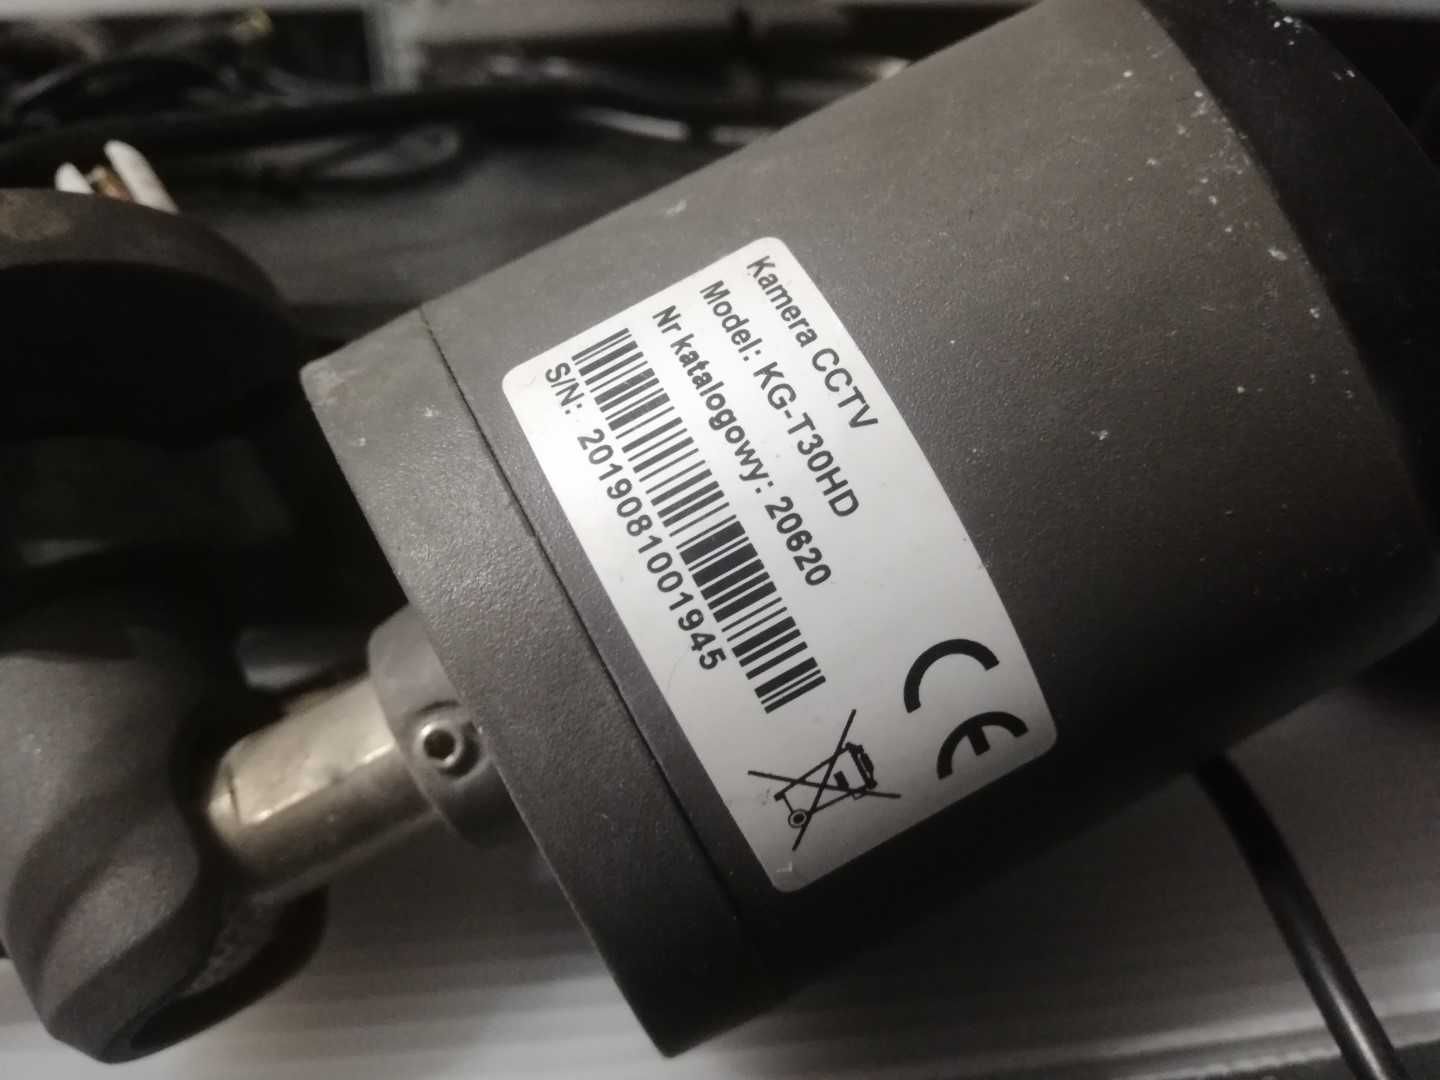 Kamera CCTV
Model: KG-T30HD
Nr katalogowy: 20620
S/N: 2019081001945
CE